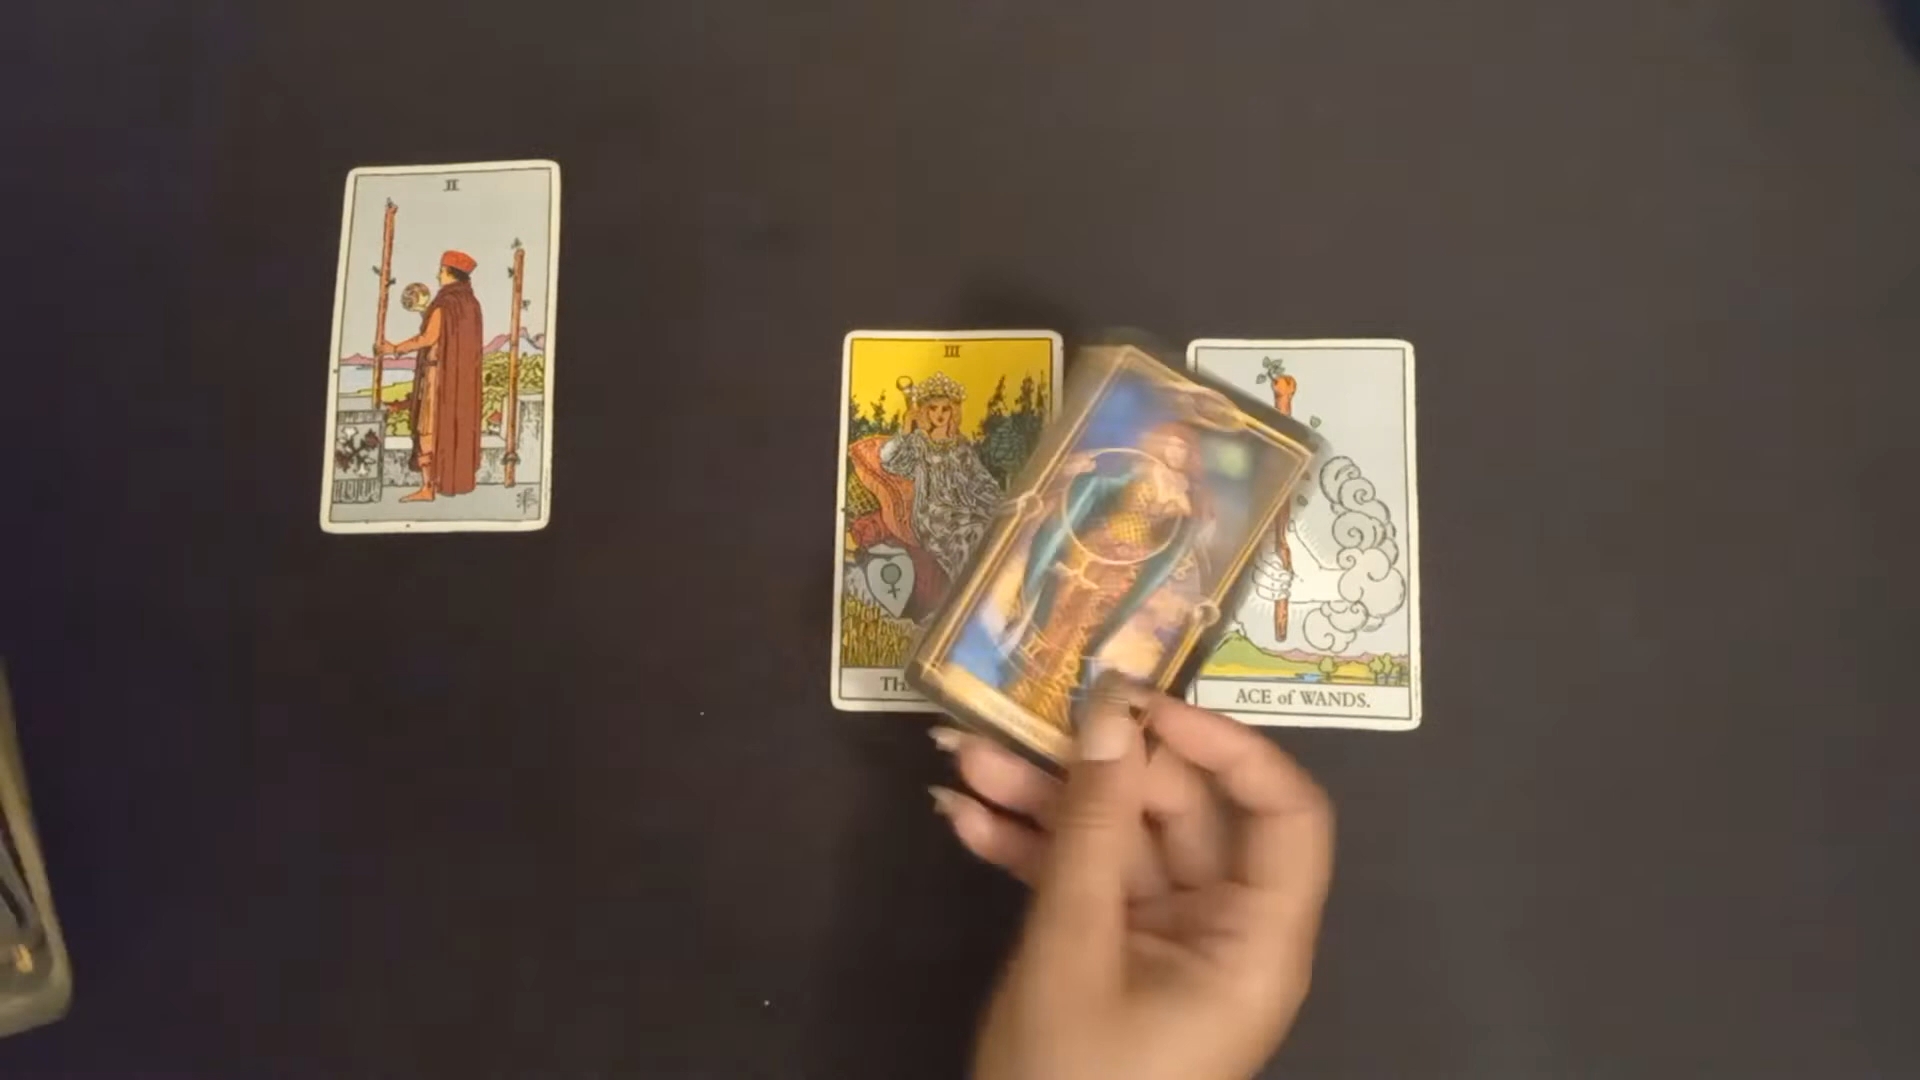 II
III
TH
ACE of WANDS.